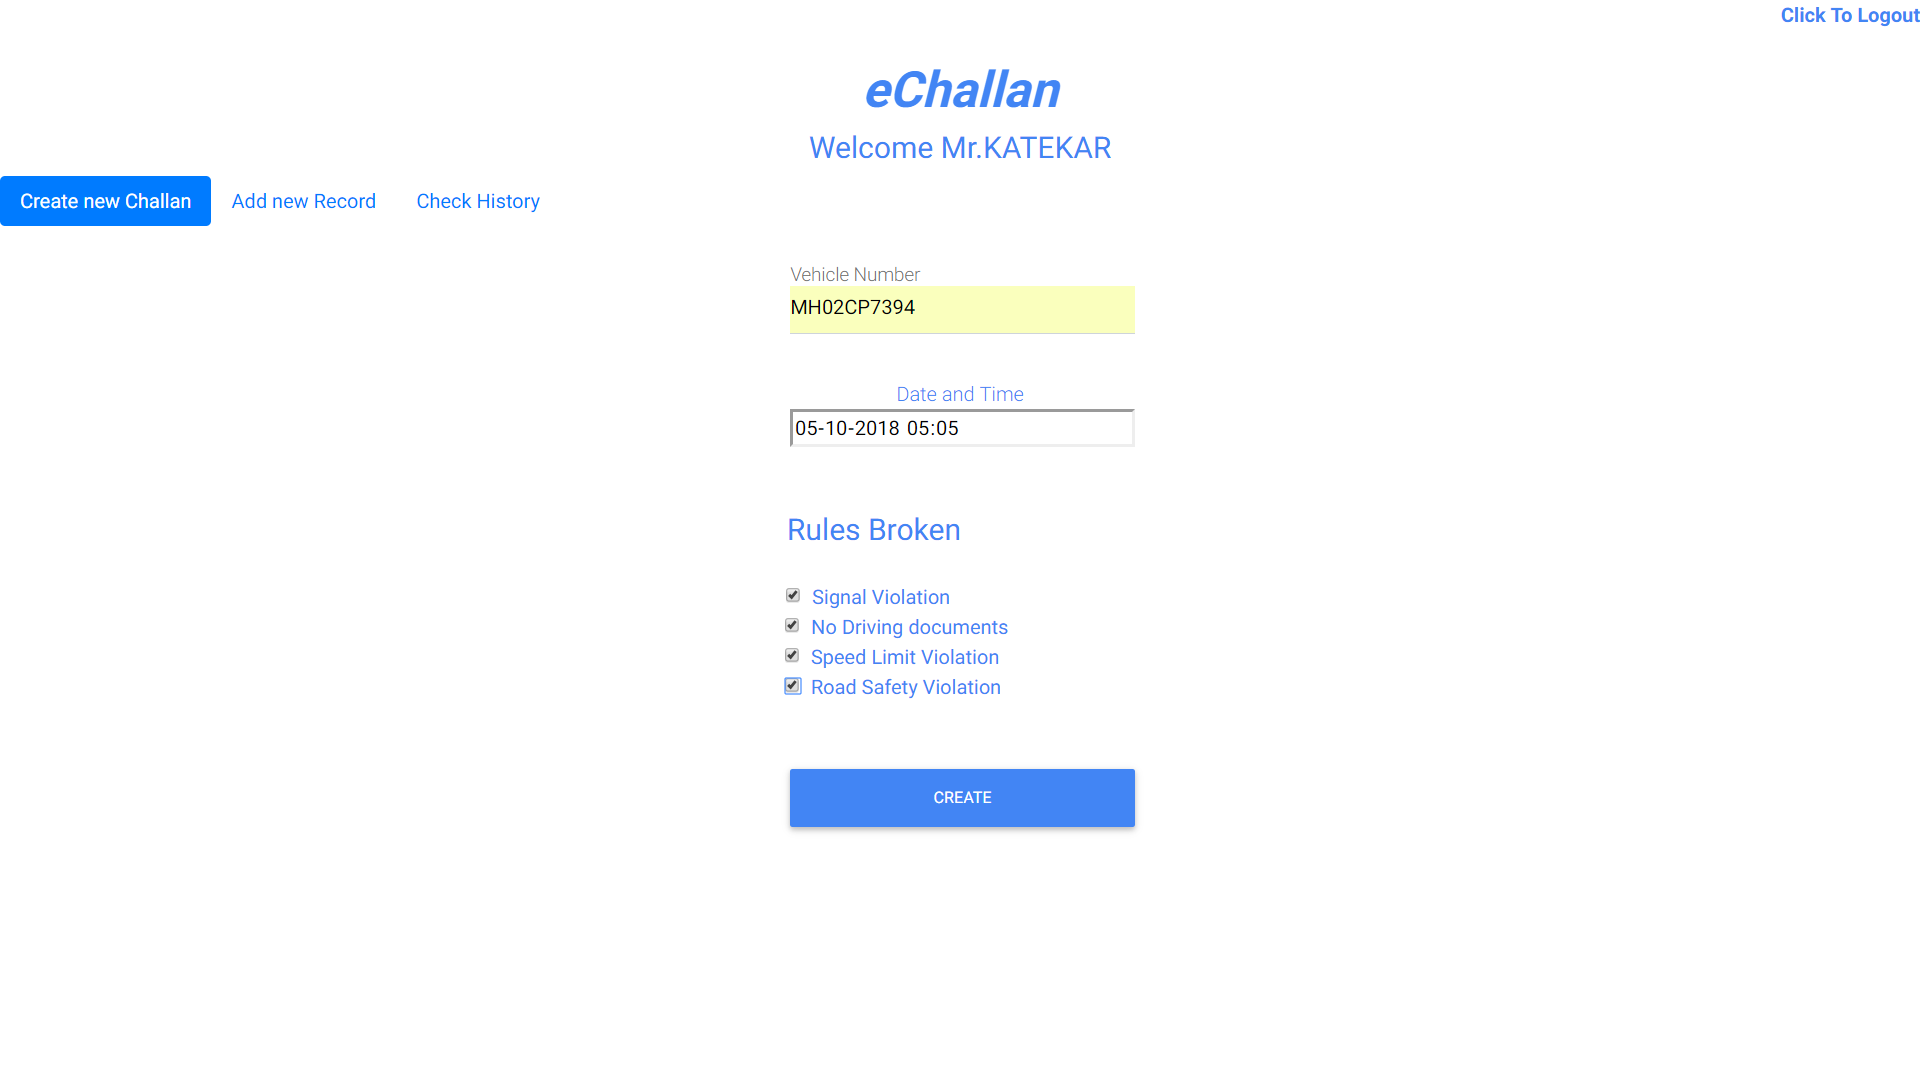 Click To Logout
eChallan
Welcome Mr.KATEKAR
Create new Challan Add new Record Check History
Vehicle Number
MH02CP7394
Date and Time
05-10-2018 05:05
Rules Broken
Signal Violation
No Driving documents
Speed Limit Violation
Road Safety Violation
CREATE